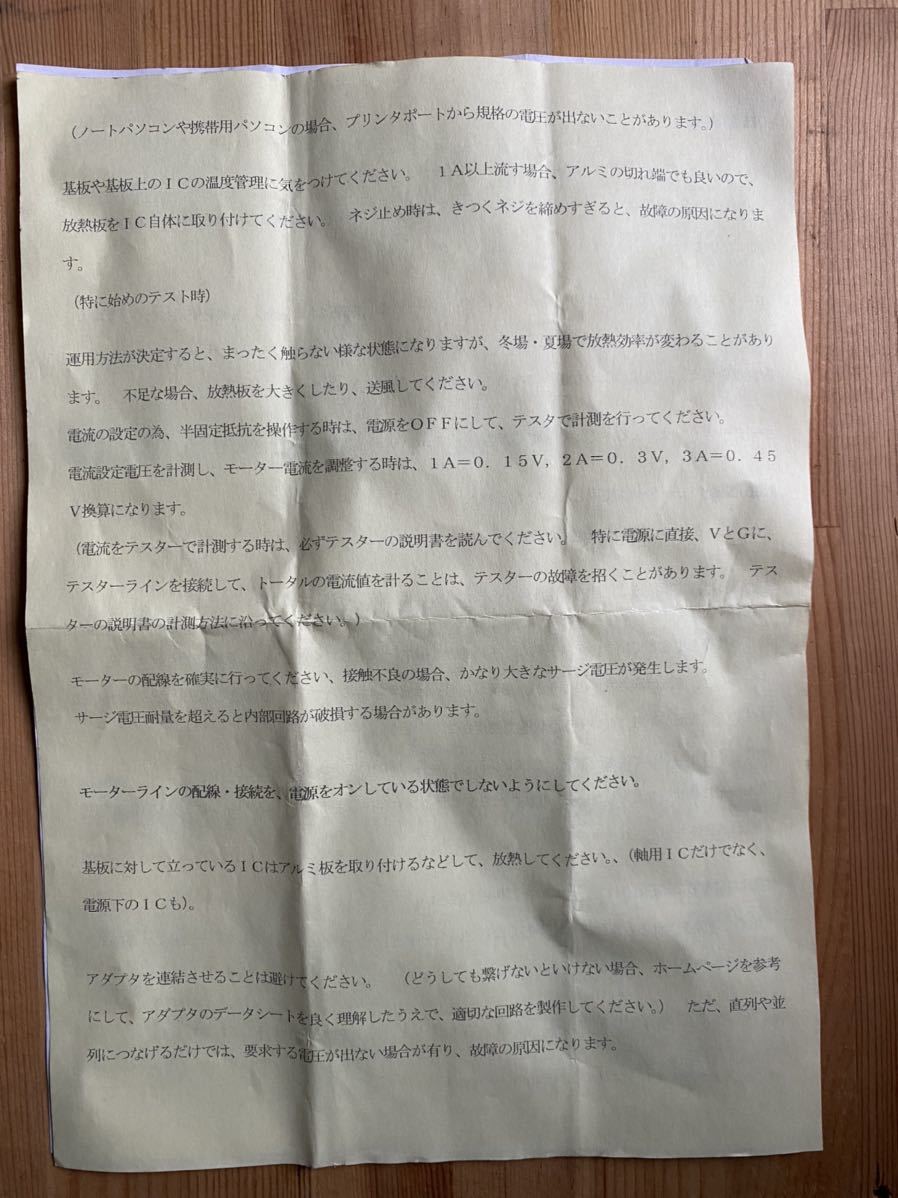 （ノートパソコンや携帯用パソコンの場合、プリンタポートから規格の電圧が出ないことがあります。）
基板や基板上のＩＣの温度管理に気をつけてください。　１Ａ以上流す場合、アルミの切れ端でも良いので、
放熱板をＩＣ自体に取り付けてください。　ネジ止め時は、きつくネジを締めすぎると、故障の原因になりま
す。
（特に始めのテスト時）
運用方法が決定すると、まったく触らない様な状態になりますが、冬場・夏場で放熱効率が変わることがあり
ます。　不足な場合、放熱板を大きくしたり、送風してください。
電流の設定の為、半固定抵抗を操作する時は、電源をＯＦＦにして、テスタで計測を行ってください。
電流設定電圧を計測し、モーター電流を調整する時は、１Ａ＝０．１５Ｖ，２Ａ＝０．３Ｖ，３Ａ＝０．４５
Ｖ換算になります。
（電流をテスターで計測する時は、必ずテスターの説明書を読んでください。　特に電源に直接、ＶとＧに、
テスターラインを接続して、トータルの電流値を計ることは、テスターの故障を招くことがあります。　テス
ターの説明書の計測方法に沿ってください。）
モーターの配線を確実に行ってください、接触不良の場合、かなり大きなサージ電圧が発生します。
サージ電圧耐量を超えると内部回路が破損する場合があります。
モーターラインの配線・接続を、電源をオンしている状態でしないようにしてください。
基板に対して立っているＩＣはアルミ板を取り付けるなどして、放熱してください。、（軸用ＩＣだけでなく、
電源下のＩＣも）。
アダプタを連結させることは避けてください。　（どうしても繋げないといけない場合、ホームページを参考
にして、アダプタのデータシートを良く理解したうえで、適切な回路を製作してください。）　ただ、直列や並
列につなげるだけでは、要求する電圧が出ない場合が有り、故障の原因になります。